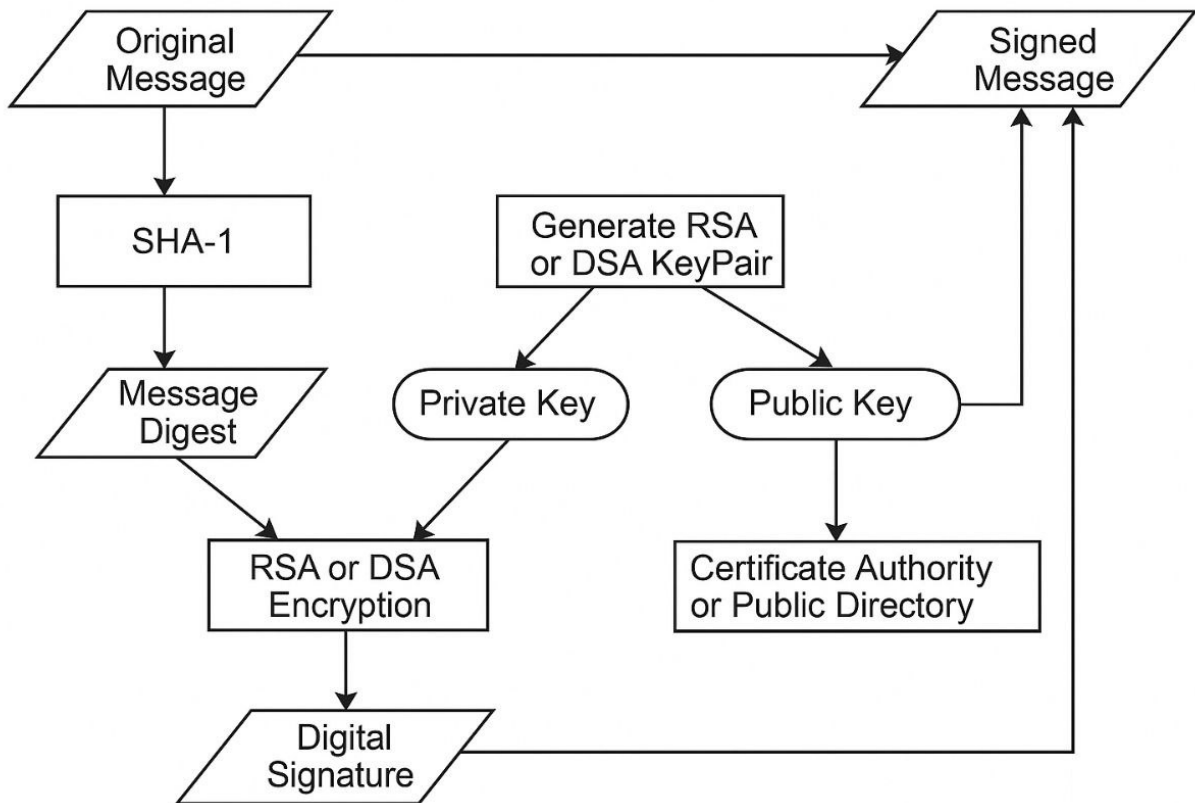 Original
Message
Signed
Message
SHA-1
Generate RSA
or DSA KeyPair
Message
Digest
Private Key
Public Key
RSA or DSA
Encryption
Certificate Authority
or Public Directory
Digital
Signature